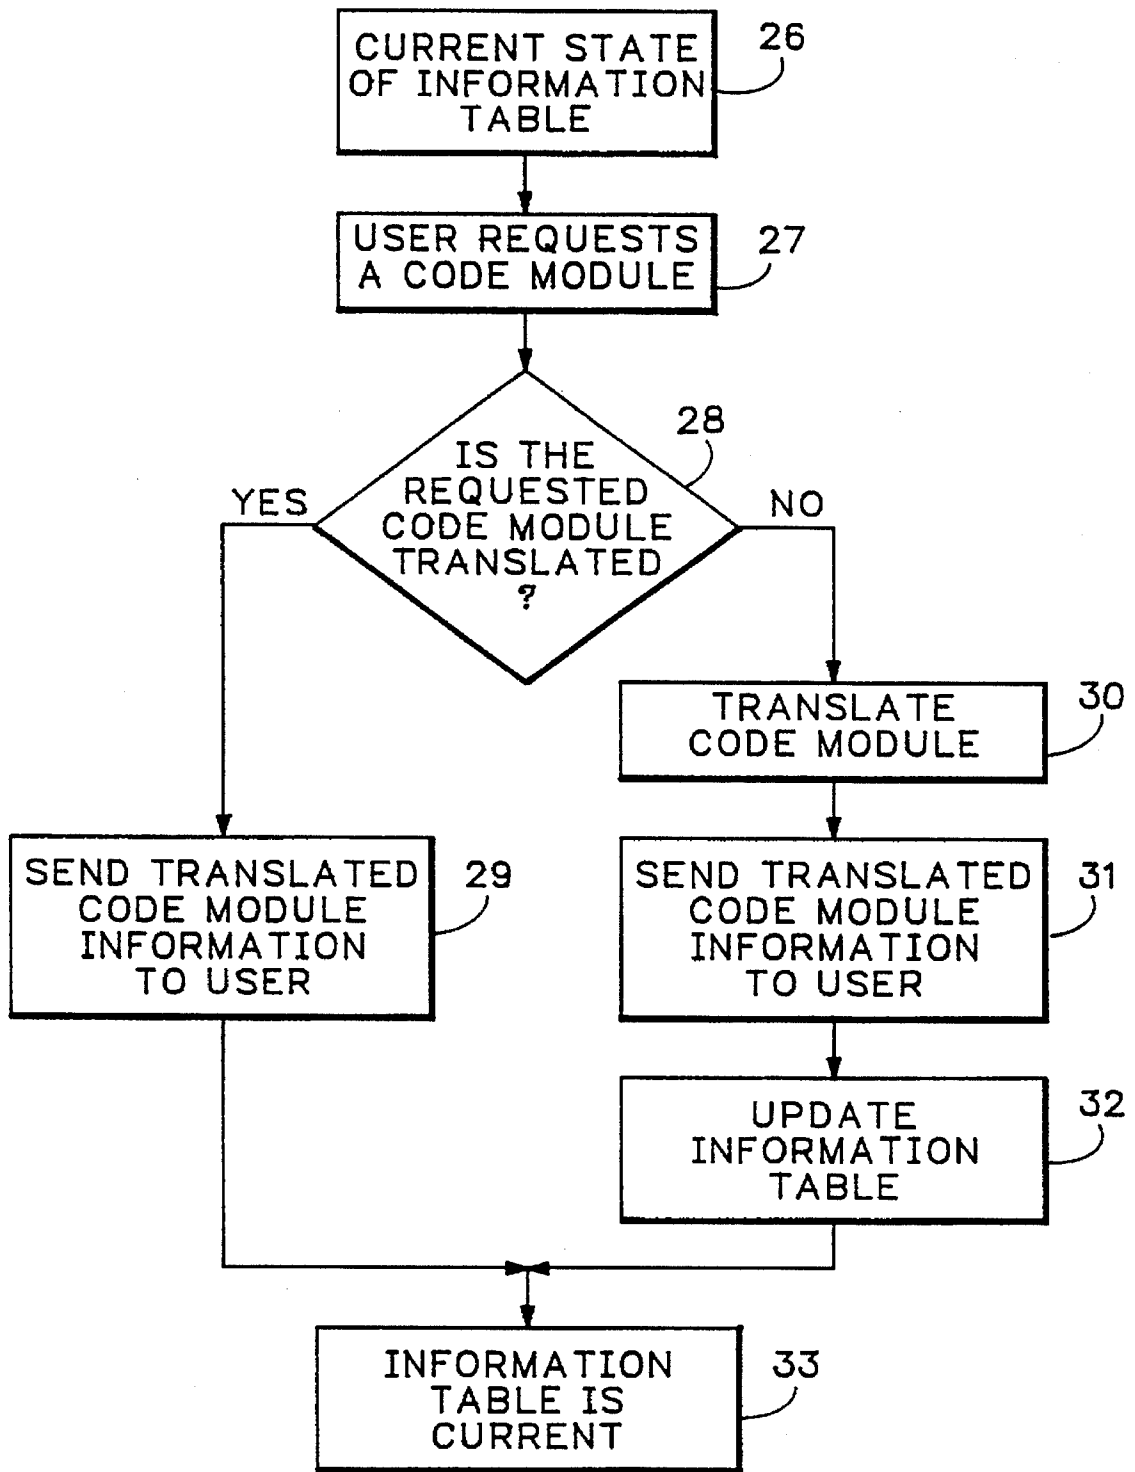 CURRENT STATE
OF INFORMATION
TABLE
26
USER REQUESTS
A CODE MODULE
27
IS THE
REQUESTED
CODE MODULE
TRANSLATED
?
28
YES
NO
TRANSLATE
CODE MODULE
30
SEND TRANSLATED
CODE MODULE
INFORMATION
TO USER
29
SEND TRANSLATED
CODE MODULE
INFORMATION
TO USER
31
UPDATE
INFORMATION
TABLE
32
INFORMATION
TABLE IS
CURRENT
33